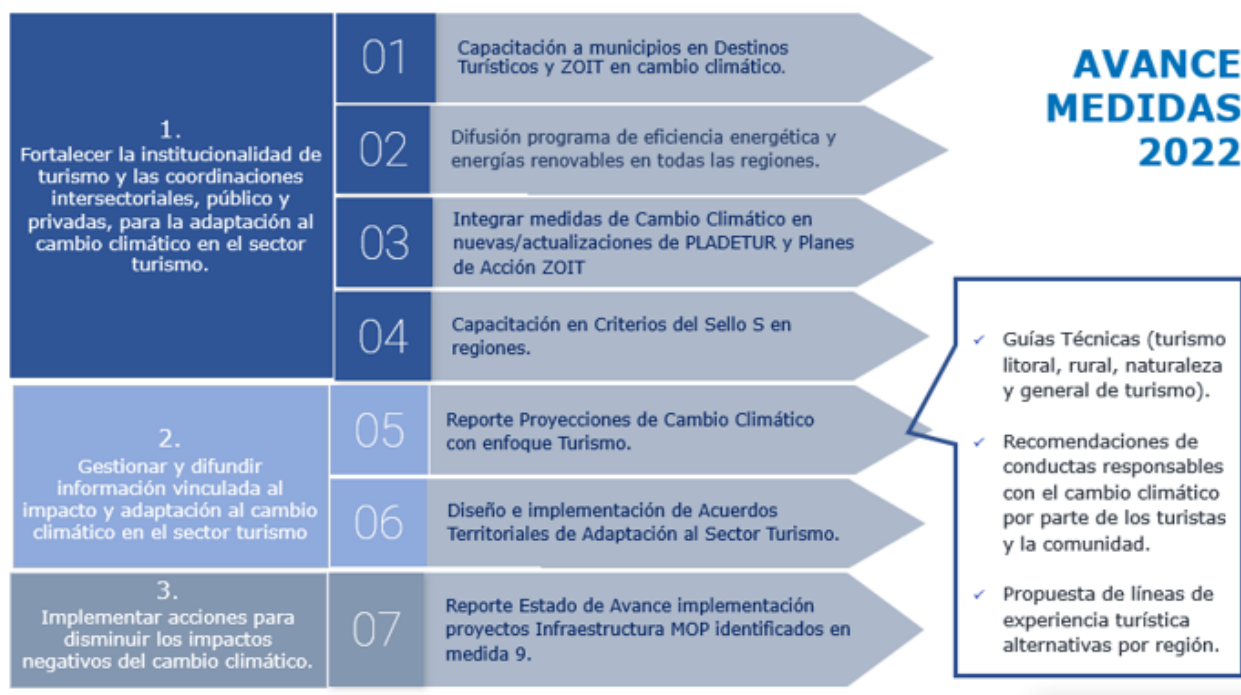 1.
Fortalecer la institucionalidad de
turismo y las coordinaciones
intersectoriales, público y
privadas, para la adaptación al
cambio climático en el sector
turismo.
01
Capacitación a municipios en Destinos
Turísticos y ZOIT en cambio climático.
02
Difusión programa de eficiencia energética y
energías renovables en todas las regiones.
03
Integrar medidas de Cambio Climático en
nuevas/actualizaciones de PLADETUR y Planes
de Acción ZOIT
04
Capacitación en Criterios del Sello S en
regiones.
2.
Gestionar y difundir
información vinculada al
impacto y adaptación al cambio
climático en el sector turismo
05
Reporte Proyecciones de Cambio Climático
con enfoque Turismo.
06
Diseño e implementación de Acuerdos
Territoriales de Adaptación al Sector Turismo.
3.
Implementar acciones para
disminuir los impactos
negativos del cambio climático.
07
Reporte Estado de Avance implementación
proyectos Infraestructura MOP identificados en
medida 9.
AVANCE
MEDIDAS
2022
✓ Guías Técnicas (turismo
litoral, rural, naturaleza
y general de turismo).
✓ Recomendaciones de
conductas responsables
con el cambio climático
por parte de los turistas
y la comunidad.
✓ Propuesta de líneas de
experiencia turística
alternativas por región.